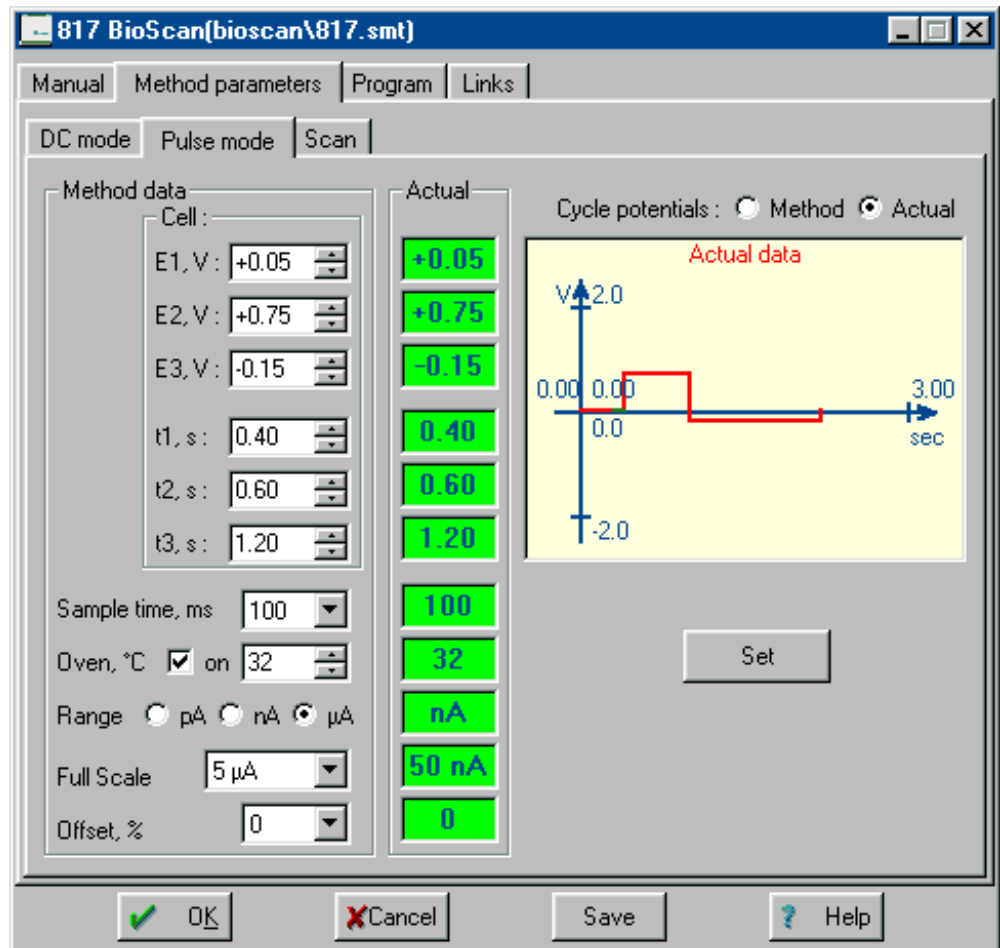 817 BioScan(bioscan\817.smt)
Manual Method parameters Program Links
DC mode Pulse mode Scan
Method data
Cell :
E1, V : +0.05
E2, V : +0.75
E3, V : -0.15
t1, s : 0.40
t2, s : 0.60
t3, s : 1.20
Sample time, ms 100
Oven, °C on 32
Range pA nA µA
Full Scale 5 µA
Offset, % 0
Actual
+0.05
+0.75
-0.15
0.40
0.60
1.20
100
32
nA
50 nA
0
Cycle potentials : Method Actual
Actual data
V 2.0
0.00 0.00 3.00
0.0 sec
-2.0
Set
OK Cancel Save ? Help